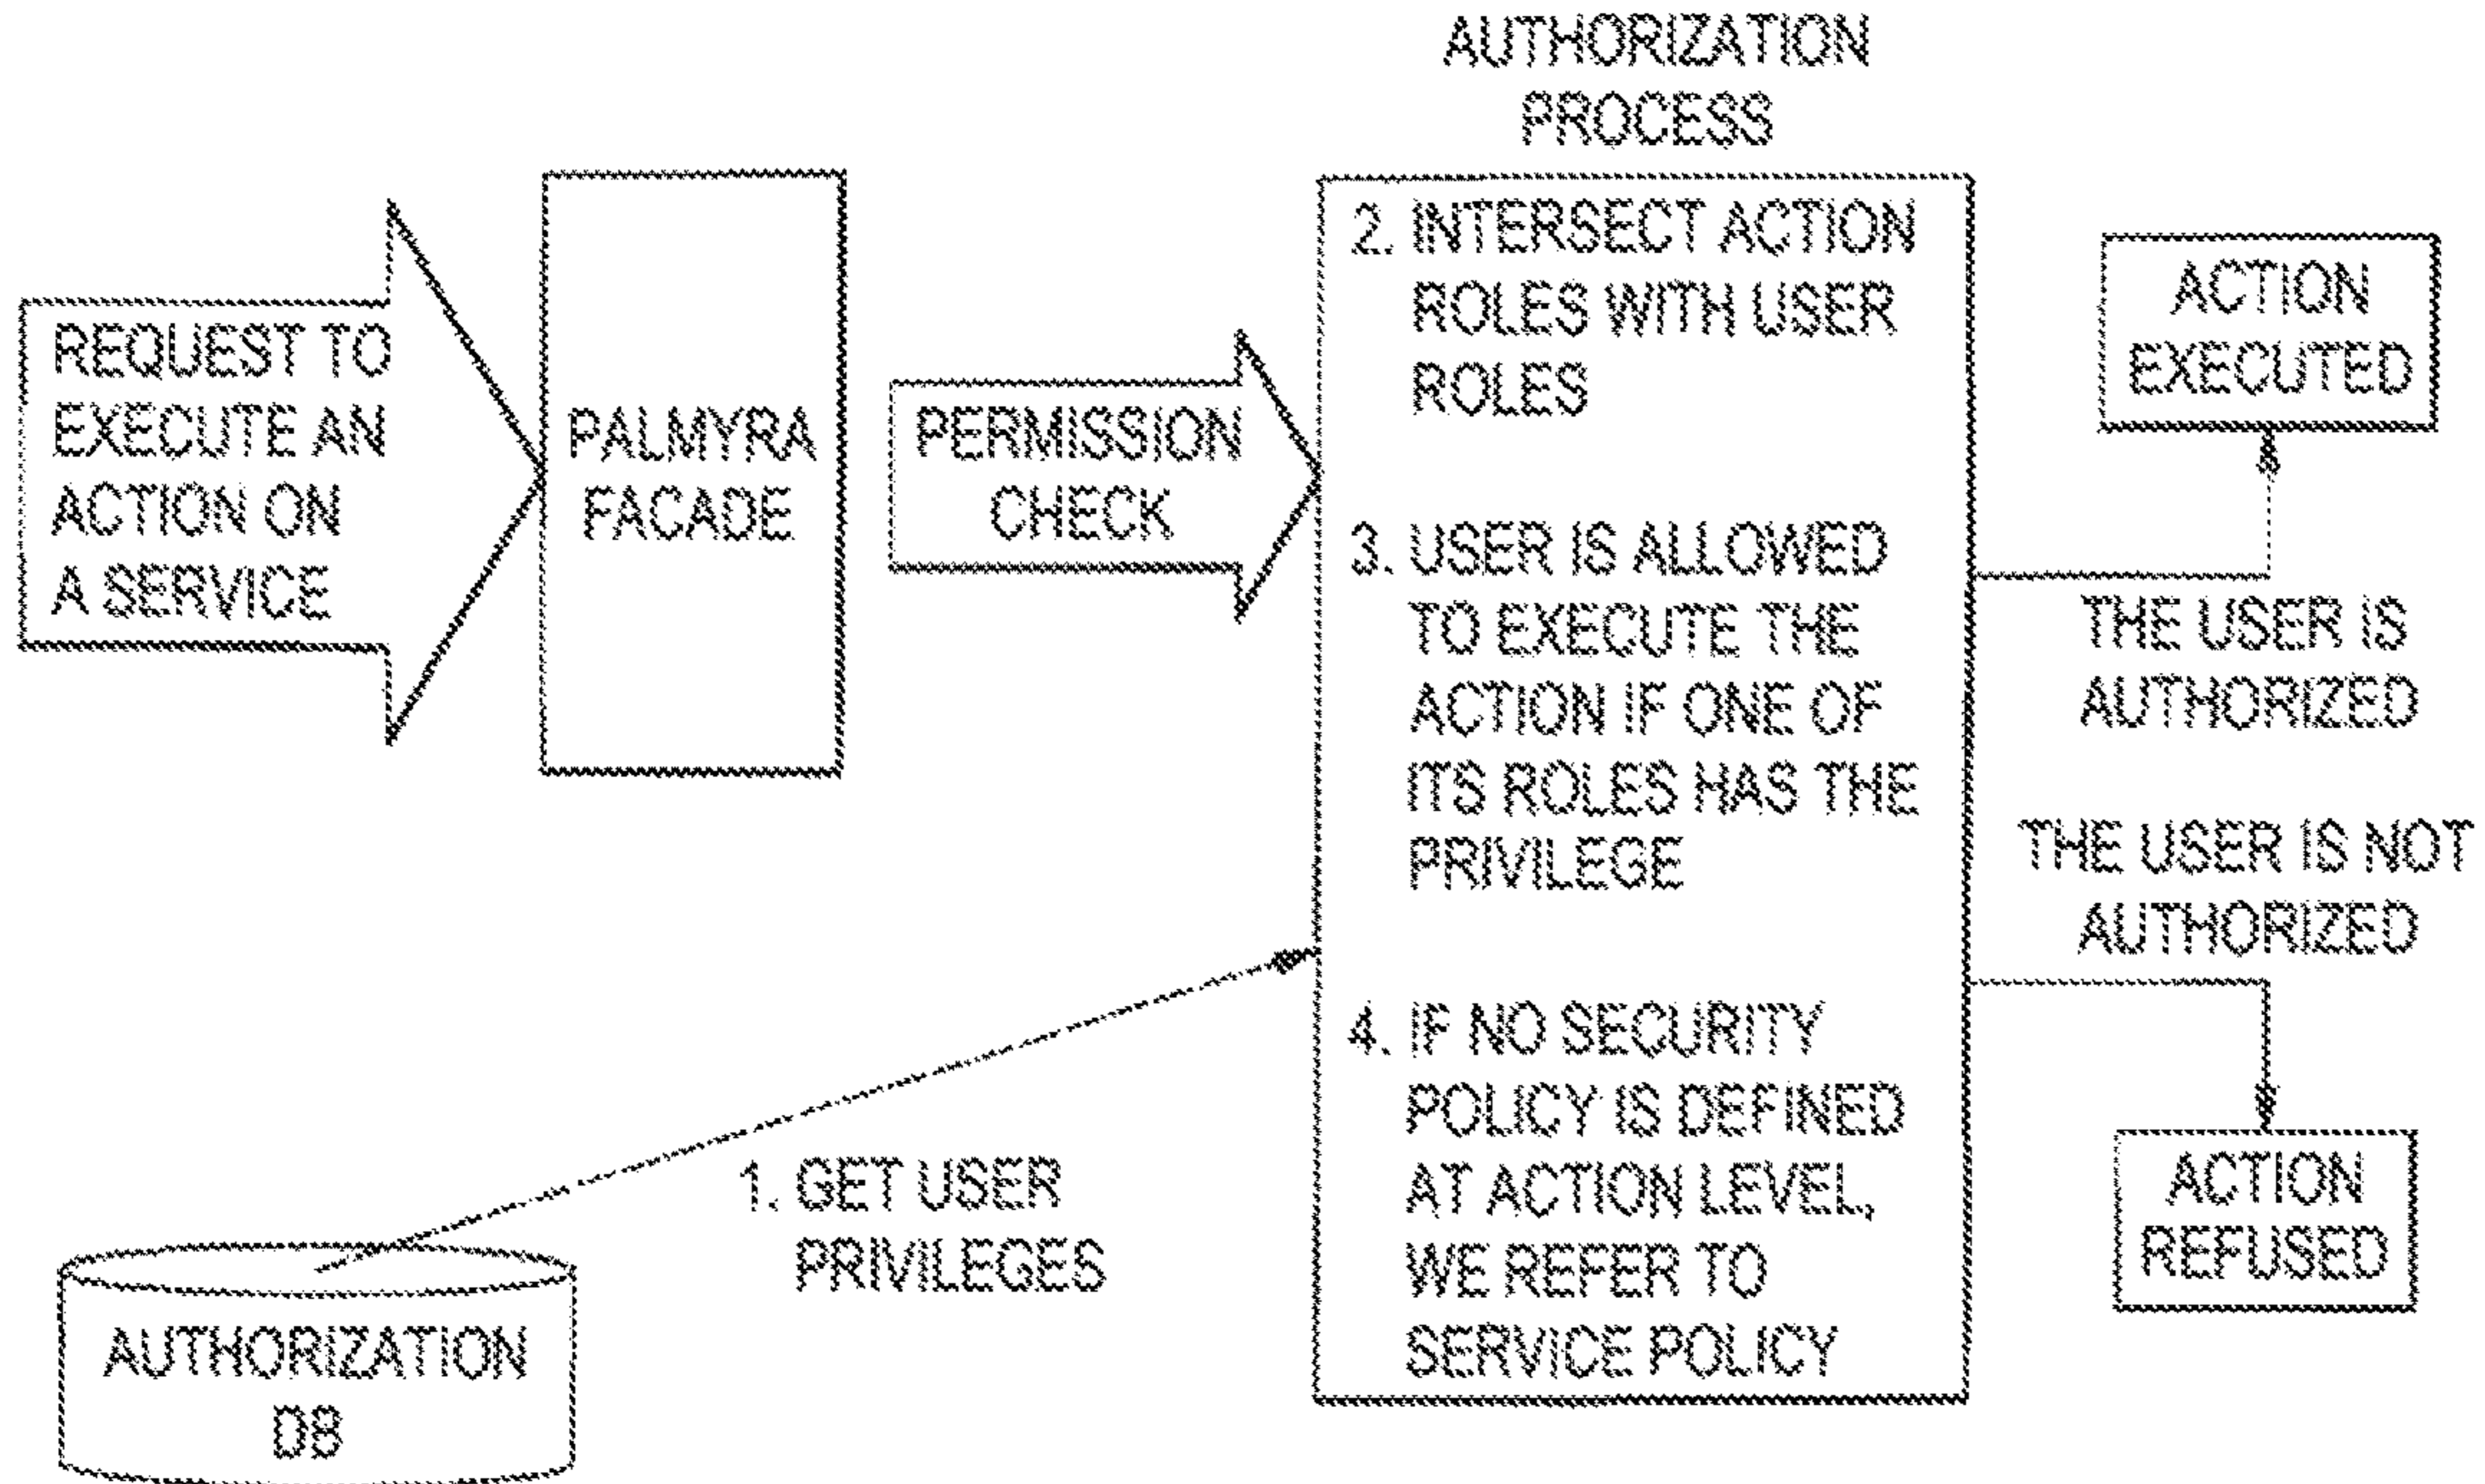 AUTHORIZATION
PROCESS
REQUEST TO
EXECUTE AN
ACTION ON
A SERVICE
PALMYRA
FACADE
PERMISSION
CHECK
2. INTERSECT ACTION
ROLES WITH USER
ROLES
3. USER IS ALLOWED
TO EXECUTE THE
ACTION IF ONE OF
ITS ROLES HAS THE
PRIVILEGE
4. IF NO SECURITY
POLICY IS DEFINED
AT ACTION LEVEL,
WE REFER TO
SERVICE POLICY
ACTION
EXECUTED
THE USER IS
AUTHORIZED
THE USER IS NOT
AUTHORIZED
ACTION
REFUSED
1. GET USER
PRIVILEGES
AUTHORIZATION
DB